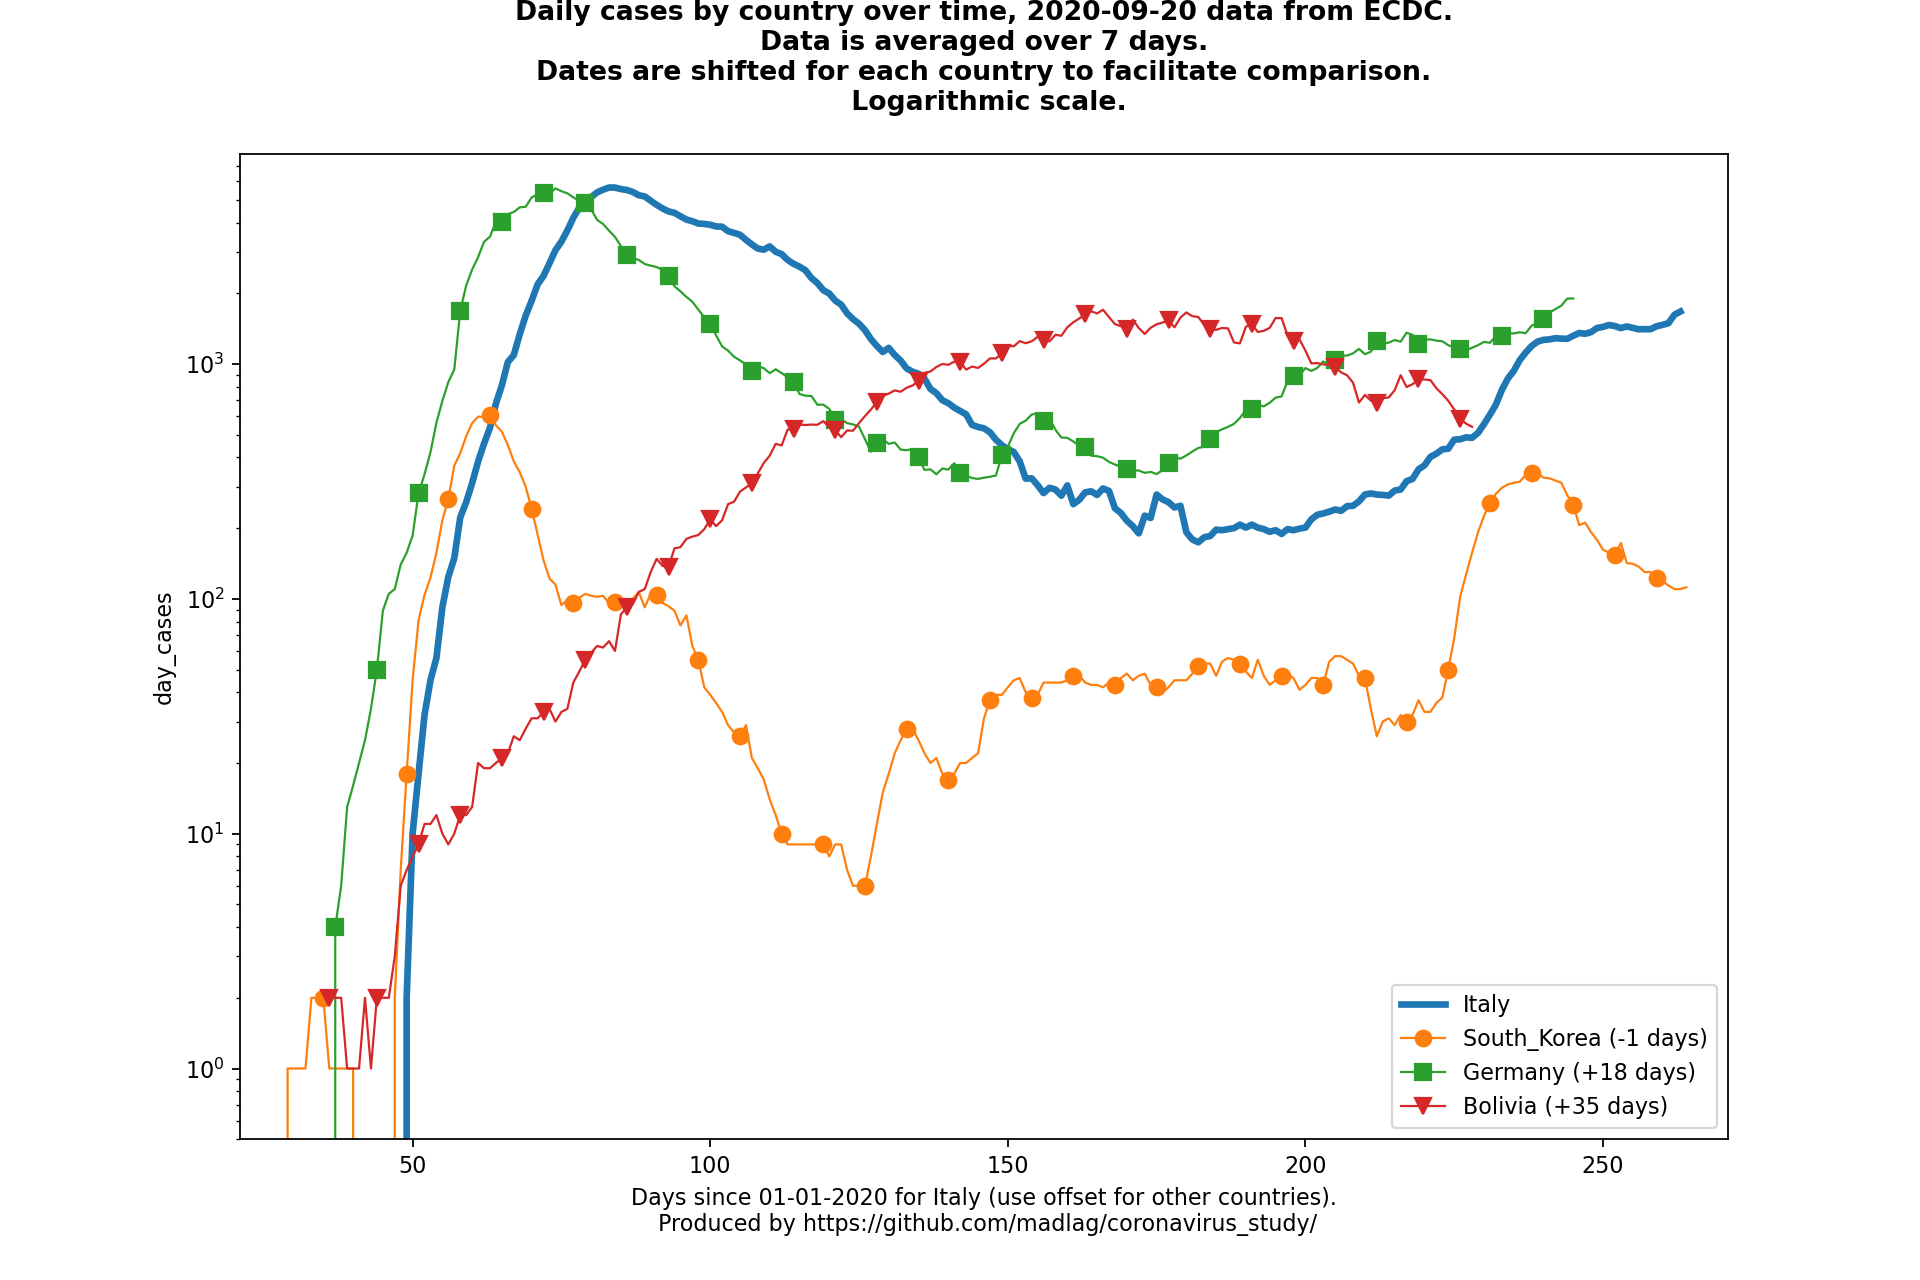 Daily cases by country over time, 2020-09-20 data from ECDC.
Data is averaged over 7 days.
Dates are shifted for each country to facilitate comparison.
Logarithmic scale.
day_cases
10³
10²
10¹
10⁰
50 100 150 200 250
Italy
South_Korea (-1 days)
Germany (+18 days)
Bolivia (+35 days)
Days since 01-01-2020 for Italy (use offset for other countries).
Produced by https://github.com/madlag/coronavirus_study/